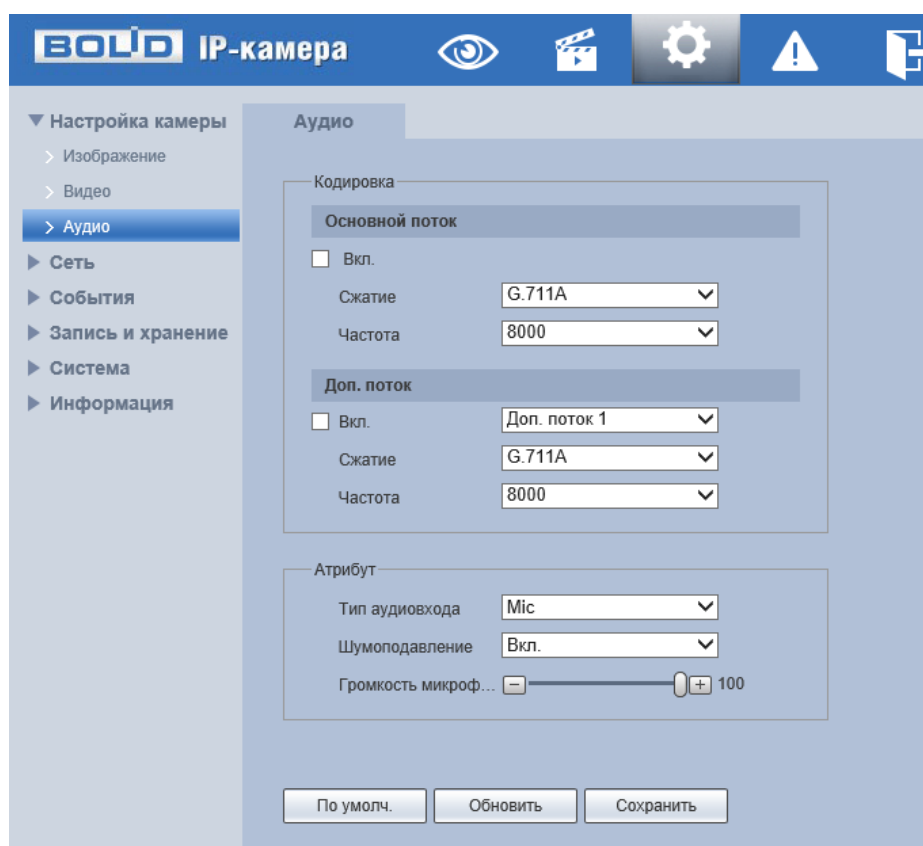 BOLID IP-камера
Настройка камеры
Изображение
Видео
Аудио
Сеть
События
Запись и хранение
Система
Информация
Аудио
Кодировка
Основной поток
Вкл.
Сжатие G.711A
Частота 8000
Доп. поток
Вкл. Доп. поток 1
Сжатие G.711A
Частота 8000
Атрибут
Тип аудиовхода Mic
Шумоподавление Вкл.
Громкость микроф... 100
По умолч. Обновить Сохранить